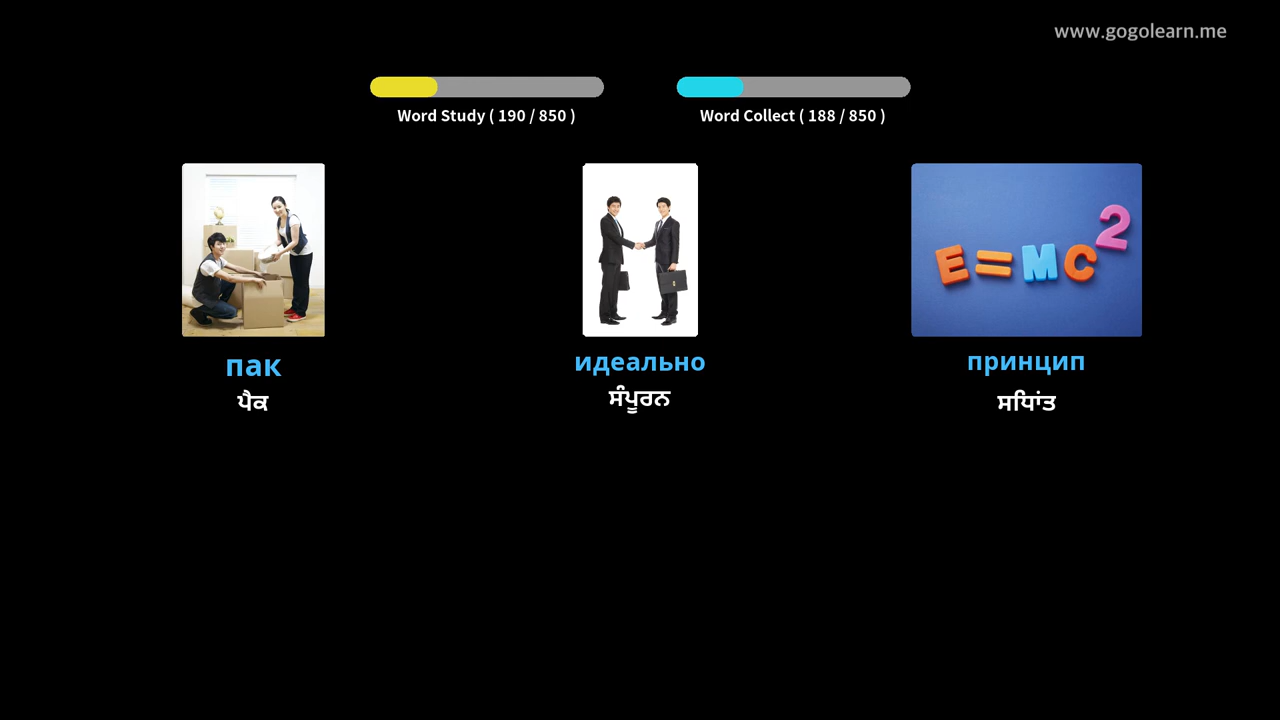 www.gogolearn.me
Word Study ( 190 / 850 )
Word Collect ( 188 / 850 )
E=MC2
пак
идеально
принцип
ਪੈਕ
ਸੰਪੂਰਨ
ਸਧਿਾਂਤ